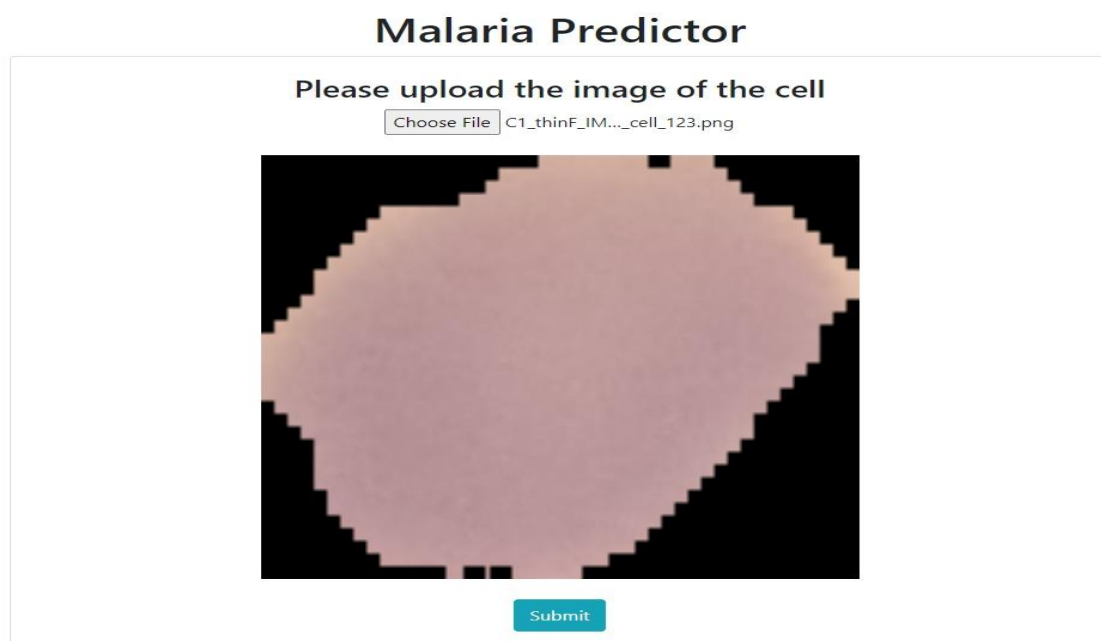 Malaria Predictor
Please upload the image of the cell
Choose File C1_thinF_IM..._cell_123.png
Submit